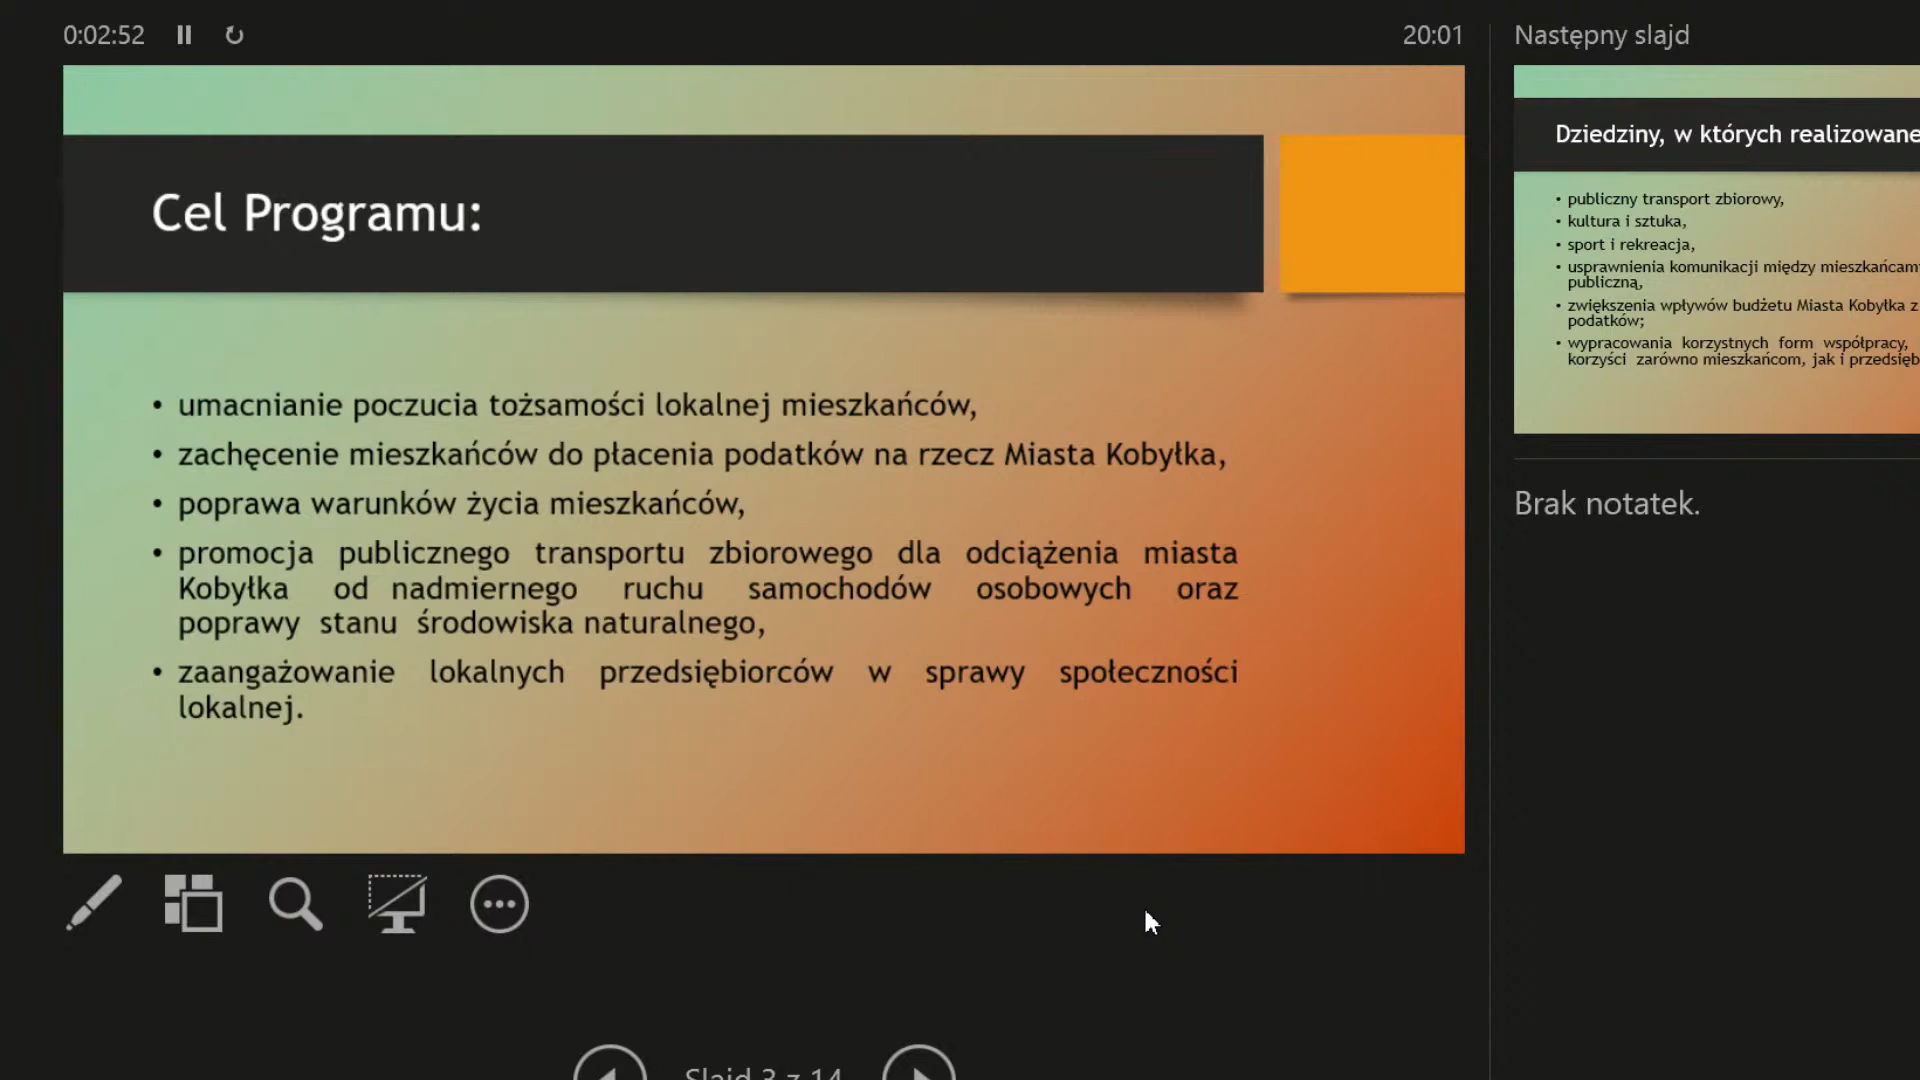 0:02:52
20:01
Następny slajd
Cel Programu:
• umacnianie poczucia tożsamości lokalnej mieszkańców,
• zachęcenie mieszkańców do płacenia podatków na rzecz Miasta Kobyłka,
• poprawa warunków życia mieszkańców,
• promocja publicznego transportu zbiorowego dla odciążenia miasta
Kobyłka od nadmiernego ruchu samochodów osobowych oraz
poprawy stanu środowiska naturalnego,
• zaangażowanie lokalnych przedsiębiorców w sprawy społeczności
lokalnej.
Dziedziny, w których realizowane
• publiczny transport zbiorowy,
• kultura i sztuka,
• sport i rekreacja,
• usprawnienia komunikacji między mieszkańcami
publiczną,
• zwiększenia wpływów budżetu Miasta Kobyłka z
podatków;
• wypracowania korzystnych form współpracy,
korzyści zarówno mieszkańcom, jak i przedsięb
Brak notatek.
Slajd 3 z 14